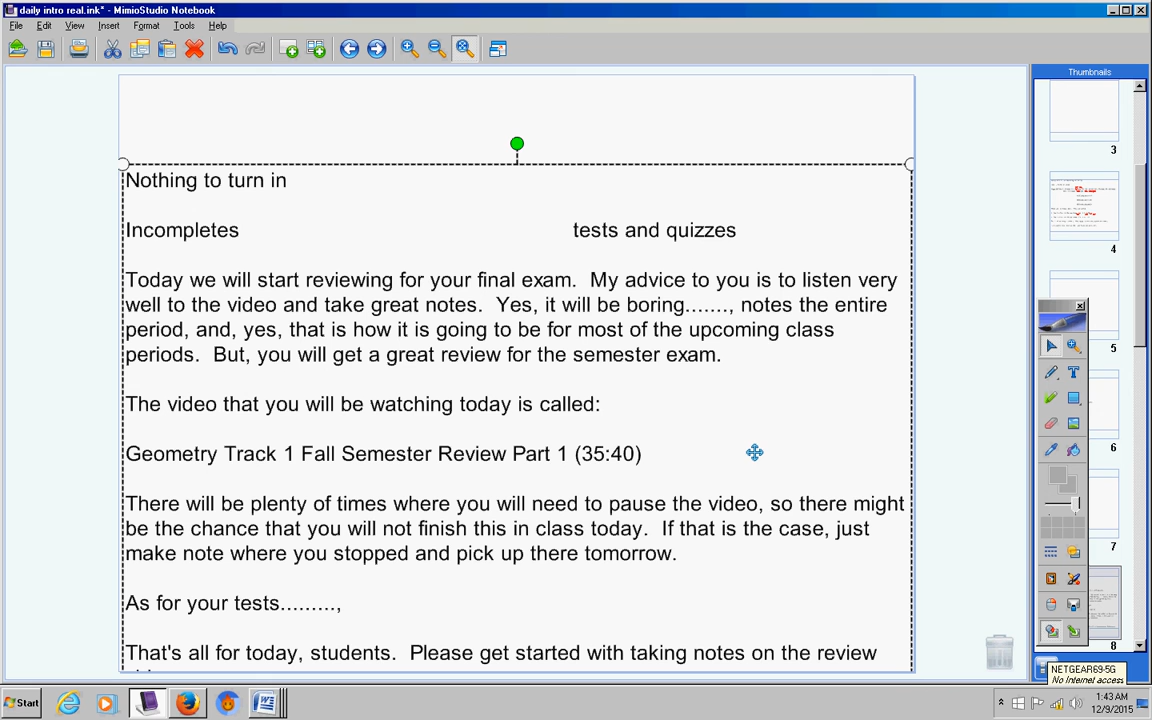 daily intro real.ink* - MimioStudio Notebook
File Edit View Insert Format Tools Help
Thumbnails
3
4
5
6
7
8
Nothing to turn in
Incompletes tests and quizzes
Today we will start reviewing for your final exam. My advice to you is to listen very
well to the video and take great notes. Yes, it will be boring......., notes the entire
period, and, yes, that is how it is going to be for most of the upcoming class
periods. But, you will get a great review for the semester exam.
The video that you will be watching today is called:
Geometry Track 1 Fall Semester Review Part 1 (35:40)
There will be plenty of times where you will need to pause the video, so there might
be the chance that you will not finish this in class today. If that is the case, just
make note where you stopped and pick up there tomorrow.
As for your tests.........,
That's all for today, students. Please get started with taking notes on the review
NETGEAR69-5G
No Internet access
Start
1:43 AM
12/9/2015